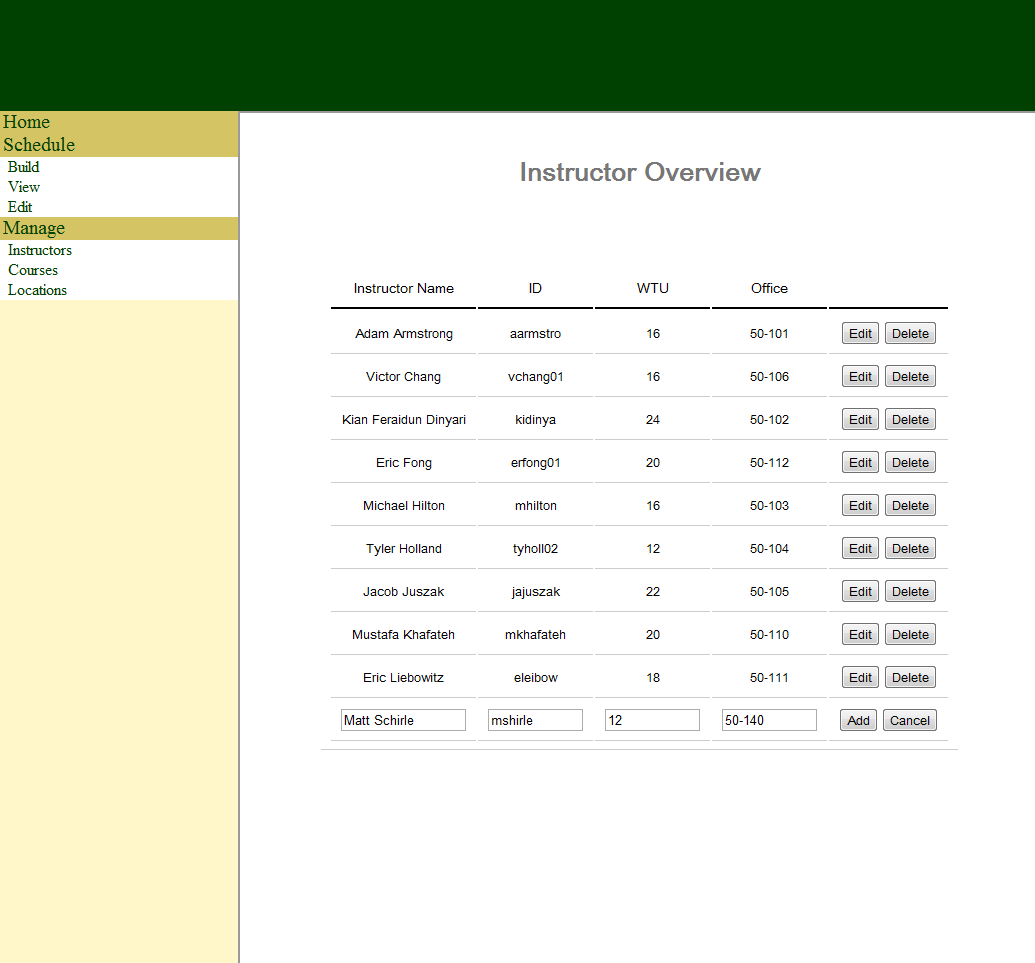 Home
Schedule
Build
View
Edit
Manage
Instructors
Courses
Locations
Instructor Overview
Instructor Name ID WTU Office
Adam Armstrong aarmstro 16 50-101 Edit Delete
Victor Chang vchang01 16 50-106 Edit Delete
Kian Feraidun Dinyari kidinya 24 50-102 Edit Delete
Eric Fong erfong01 20 50-112 Edit Delete
Michael Hilton mhilton 16 50-103 Edit Delete
Tyler Holland tyholl02 12 50-104 Edit Delete
Jacob Juszak jajuszak 22 50-105 Edit Delete
Mustafa Khafateh mkhafateh 20 50-110 Edit Delete
Eric Liebowitz eleibow 18 50-111 Edit Delete
Matt Schirle mshirle 12 50-140 Add Cancel